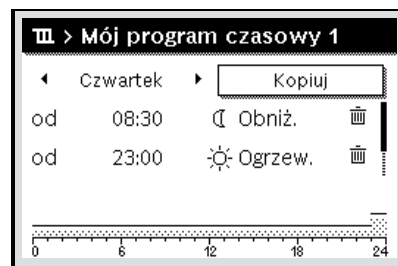 > Mój program czasowy 1
Czwartek Kopiuj
od 08:30 Obniż.
od 23:00 Ogrzew.
0 6 12 18 24